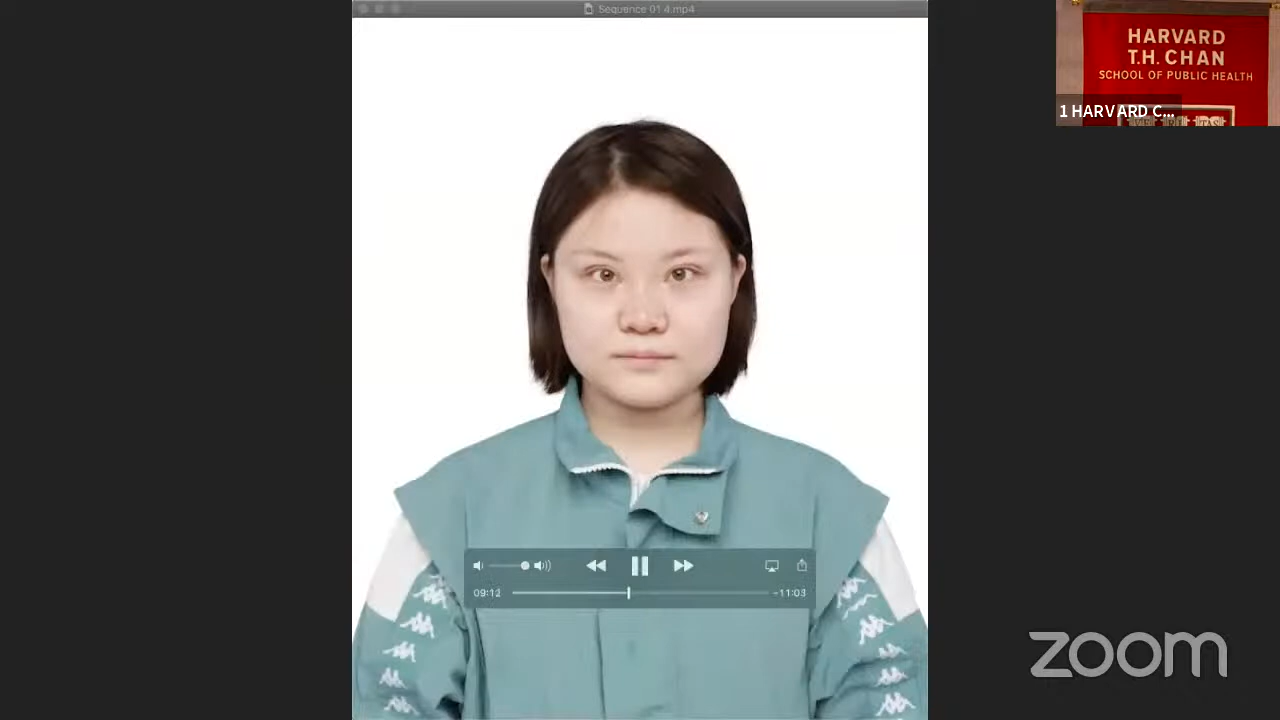 Sequence 01 4.mp4
HARVARD
T.H. CHAN
SCHOOL OF PUBLIC HEALTH
1 HARVARD C...
09:12
-11:03
zoom